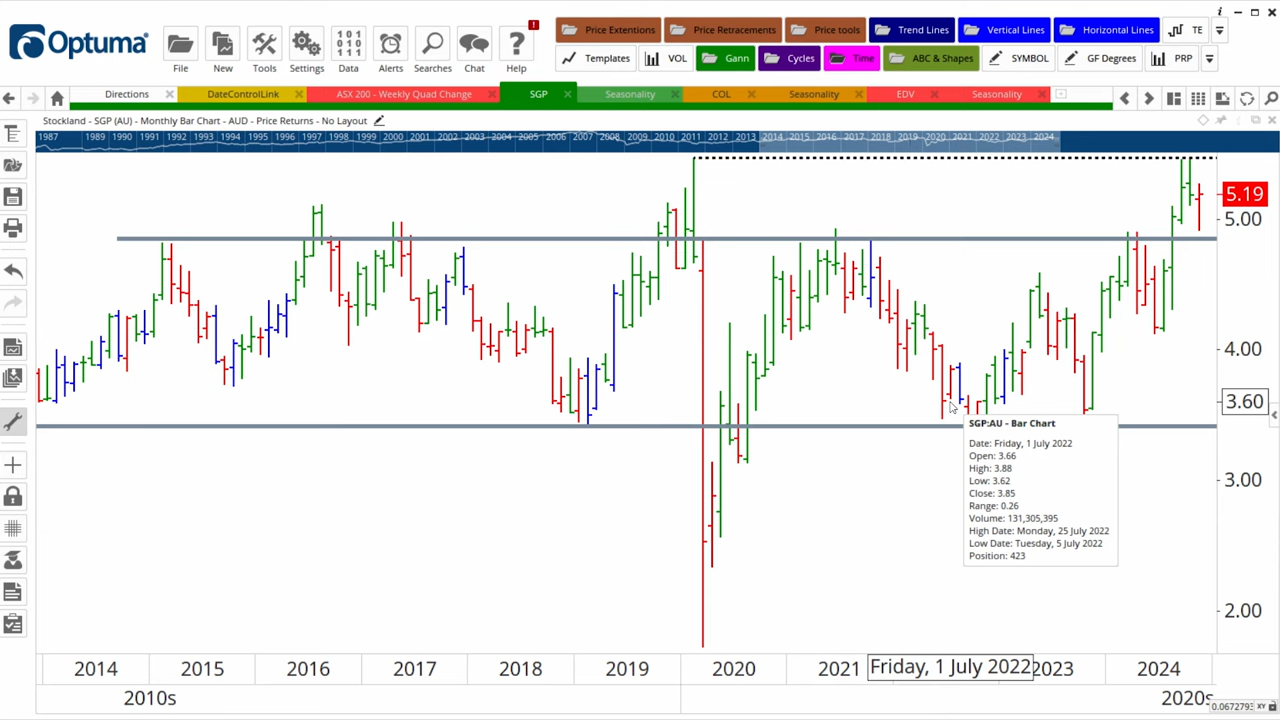 Optuma
File
New
Tools
Settings
101
010
Data
Alerts
Searches
Chat
?
!
Help
Price Extentions
Price Retracements
Price tools
Trend Lines
Vertical Lines
Horizontal Lines
TE
Templates
VOL
Gann
Cycles
Time
ABC & Shapes
SYMBOL
GF Degrees
PRP
Directions
DateControlLink
ASX 200 - Weekly Quad Change
SGP
Seasonality
COL
Seasonality
EDV
Seasonality
Stockland - SGP (AU) - Monthly Bar Chart - AUD - Price Returns - No Layout
1987 1989 1990 1991 1992 1993 1994 1995 1996 1997 1998 1999 2000 2001 2002 2003 2004 2005 2006 2007 2008 2009 2010 2011 2012 2013 2014 2015 2016 2017 2018 2019 2020 2021 2022 2023 2024
5.19
5.00
4.00
3.60
3.00
2.00
SGP:AU - Bar Chart
Date: Friday, 1 July 2022
Open: 3.66
High: 3.88
Low: 3.62
Close: 3.85
Range: 0.26
Volume: 131,305,395
High Date: Monday, 25 July 2022
Low Date: Tuesday, 5 July 2022
Position: 423
2014 2015 2016 2017 2018 2019 2020 2021 Friday, 1 July 2022 2023 2024
2010s 2020s
0.0672793 XY